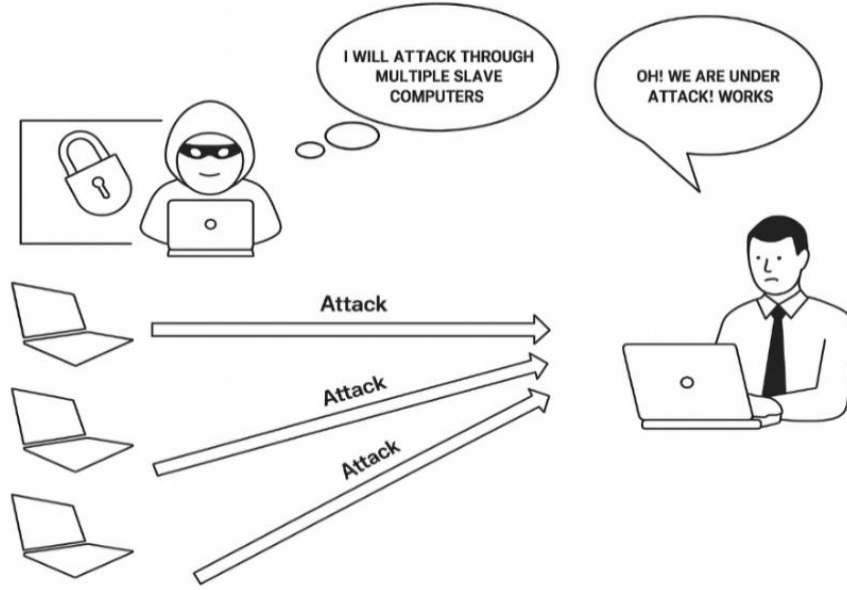 I WILL ATTACK THROUGH
MULTIPLE SLAVE
COMPUTERS
OH! WE ARE UNDER
ATTACK! WORKS
Attack
Attack
Attack